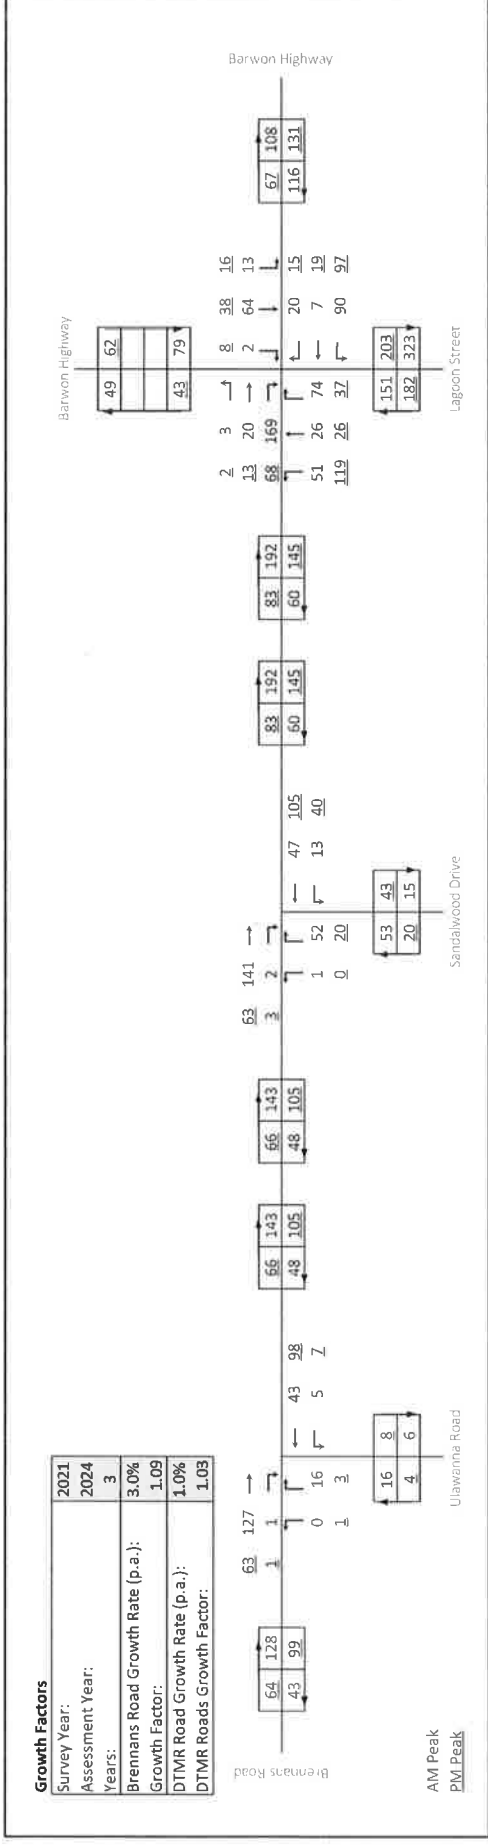 Growth Factors
Survey Year: 2021
Assessment Year: 2024
Years: 3
Brennans Road Growth Rate (p.a.): 3.0%
Growth Factor: 1.09
DTMR Road Growth Rate (p.a.): 1.0%
DTMR Roads Growth Factor: 1.03
Brennans Road
64 128
43 99
63 127
1 1
0 16
1 3
16 8
4 6
Ulawanna Road
43 98
5 7
66 143
48 105
66 143
48 105
63 141
3 2
1 52
0 20
53 43
20 15
Sandalwood Drive
47 105
13 40
83 192
60 145
83 192
60 145
Barwon Highway
49 62
43 79
2 3
13 20
68 169
51 26 74
119 26 37
8 38 16
2 64 13
20 15
7 19
90 97
151 203
182 323
Lagoon Street
67 108
116 131
Barwon Highway
AM Peak
PM Peak